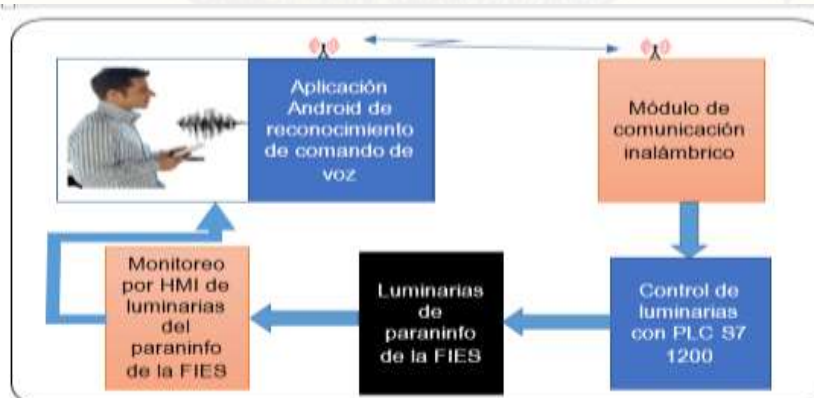 Aplicación
Android de
reconocimiento
de comando de
voz
Módulo de
comunicación
inalámbrico
Monitoreo
por HMI de
luminarias
del
paraninfo
de la FIES
Luminarias
de
paraninfo
de la FIES
Control de
luminarias
con PLC S7
1200